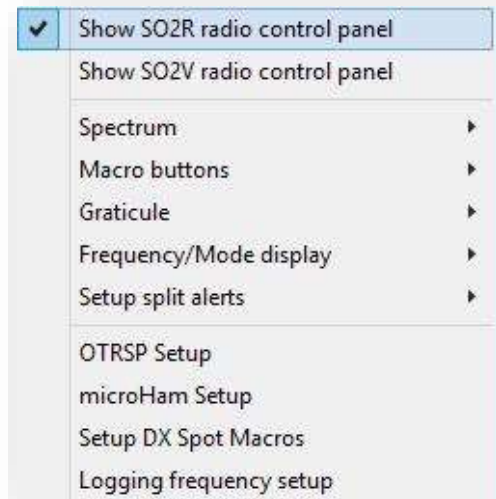 Show SO2R radio control panel
Show SO2V radio control panel
Spectrum
Macro buttons
Graticule
Frequency/Mode display
Setup split alerts
OTRSP Setup
microHam Setup
Setup DX Spot Macros
Logging frequency setup